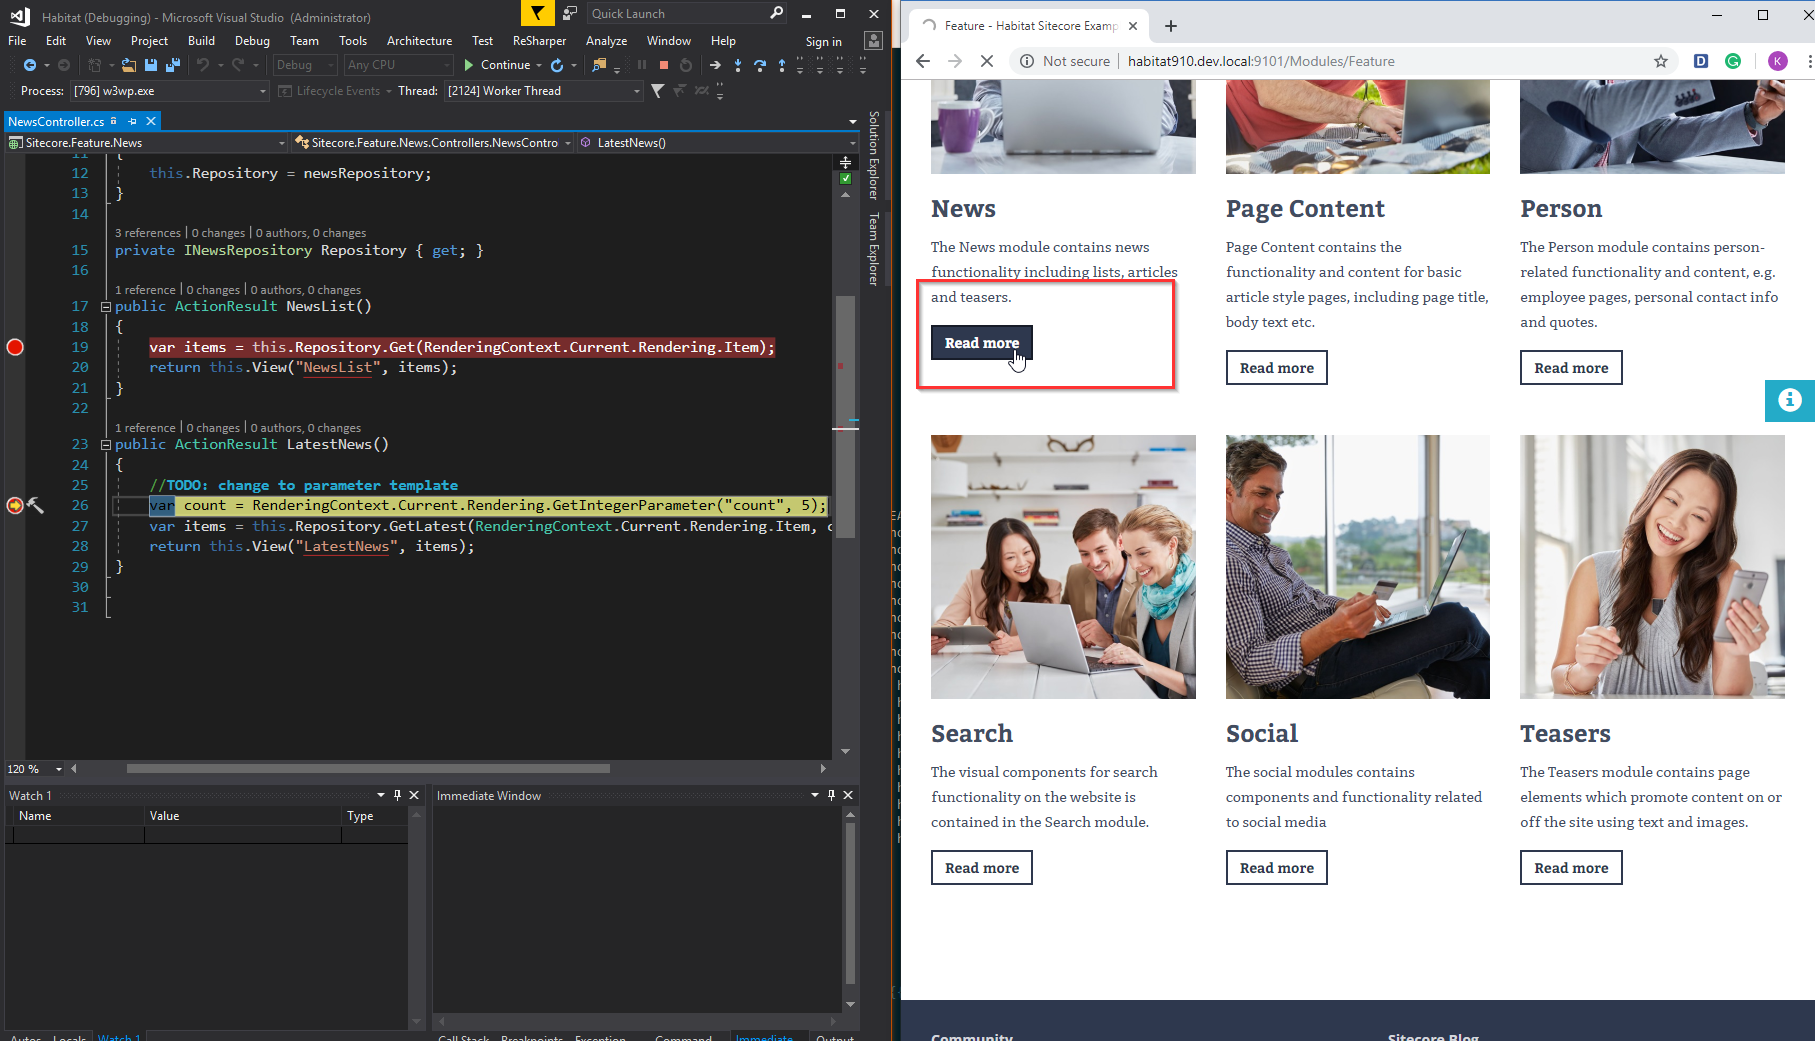 Habitat (Debugging) - Microsoft Visual Studio (Administrator)
Quick Launch
File Edit View Project Build Debug Team Tools Architecture Test ReSharper Analyze Window Help Sign in
Debug Any CPU Continue
Process: [796] w3wp.exe Lifecycle Events Thread: [2124] Worker Thread
NewsController.cs
Sitecore.Feature.News Sitecore.Feature.News.Controllers.NewsContro LatestNews()
Solution Explorer
Team Explorer
11 {
12 this.Repository = newsRepository;
13 }
14
3 references | 0 changes | 0 authors, 0 changes
15 private INewsRepository Repository { get; }
16
1 reference | 0 changes | 0 authors, 0 changes
17 public ActionResult NewsList()
18 {
19 var items = this.Repository.Get(RenderingContext.Current.Rendering.Item);
20 return this.View("NewsList", items);
21 }
22
1 reference | 0 changes | 0 authors, 0 changes
23 public ActionResult LatestNews()
24 {
25 //TODO: change to parameter template
26 var count = RenderingContext.Current.Rendering.GetIntegerParameter("count", 5);
27 var items = this.Repository.GetLatest(RenderingContext.Current.Rendering.Item, c
28 return this.View("LatestNews", items);
29 }
30
31
120 %
Watch 1
Name Value Type
Immediate Window
Autos Locals Watch 1
Call Stack Breakpoints Exception Command Immediate Output
Feature - Habitat Sitecore Examp
Not secure | habitat910.dev.local:9101/Modules/Feature
D G K
News
The News module contains news
functionality including lists, articles
and teasers.
Read more
Page Content
Page Content contains the
functionality and content for basic
article style pages, including page title,
body text etc.
Read more
Person
The Person module contains person-
related functionality and content, e.g.
employee pages, personal contact info
and quotes.
Read more
Search
The visual components for search
functionality on the website is
contained in the Search module.
Read more
Social
The social modules contains
components and functionality related
to social media
Read more
Teasers
The Teasers module contains page
elements which promote content on or
off the site using text and images.
Read more
Community
Sitecore Blog